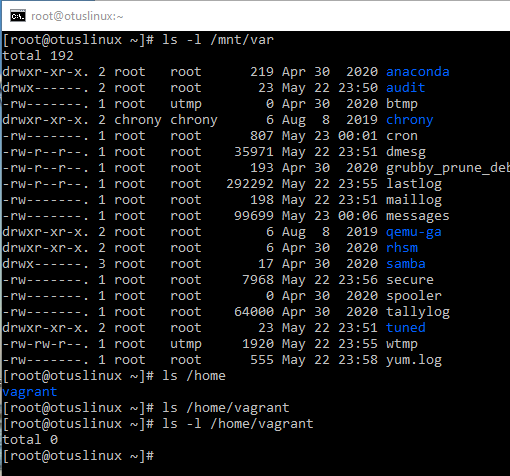 root@otuslinux:~
[root@otuslinux ~]# ls -l /mnt/var
total 192
drwxr-xr-x. 2 root   root      219 Apr 30  2020 anaconda
drwx------. 2 root   root       23 May 22 23:50 audit
-rw-------. 1 root   utmp        0 Apr 30  2020 btmp
drwxr-xr-x. 2 chrony chrony      6 Aug  8  2019 chrony
-rw-------. 1 root   root      807 May 23 00:01 cron
-rw-r--r--. 1 root   root    35971 May 22 23:51 dmesg
-rw-r--r--. 1 root   root      193 Apr 30  2020 grubby_prune_deb
-rw-r--r--. 1 root   root   292292 May 22 23:55 lastlog
-rw-------. 1 root   root      198 May 22 23:51 maillog
-rw-------. 1 root   root    99699 May 23 00:06 messages
drwxr-xr-x. 2 root   root        6 Aug  8  2019 qemu-ga
drwxr-xr-x. 2 root   root        6 Apr 30  2020 rhsm
drwx------. 3 root   root       17 Apr 30  2020 samba
-rw-------. 1 root   root     7968 May 22 23:56 secure
-rw-------. 1 root   root        0 Apr 30  2020 spooler
-rw-------. 1 root   root    64000 Apr 30  2020 tallylog
drwxr-xr-x. 2 root   root       23 May 22 23:51 tuned
-rw-rw-r--. 1 root   utmp     1920 May 22 23:55 wtmp
-rw-------. 1 root   root      555 May 22 23:58 yum.log
[root@otuslinux ~]# ls /home
vagrant
[root@otuslinux ~]# ls /home/vagrant
[root@otuslinux ~]# ls -l /home/vagrant
total 0
[root@otuslinux ~]#